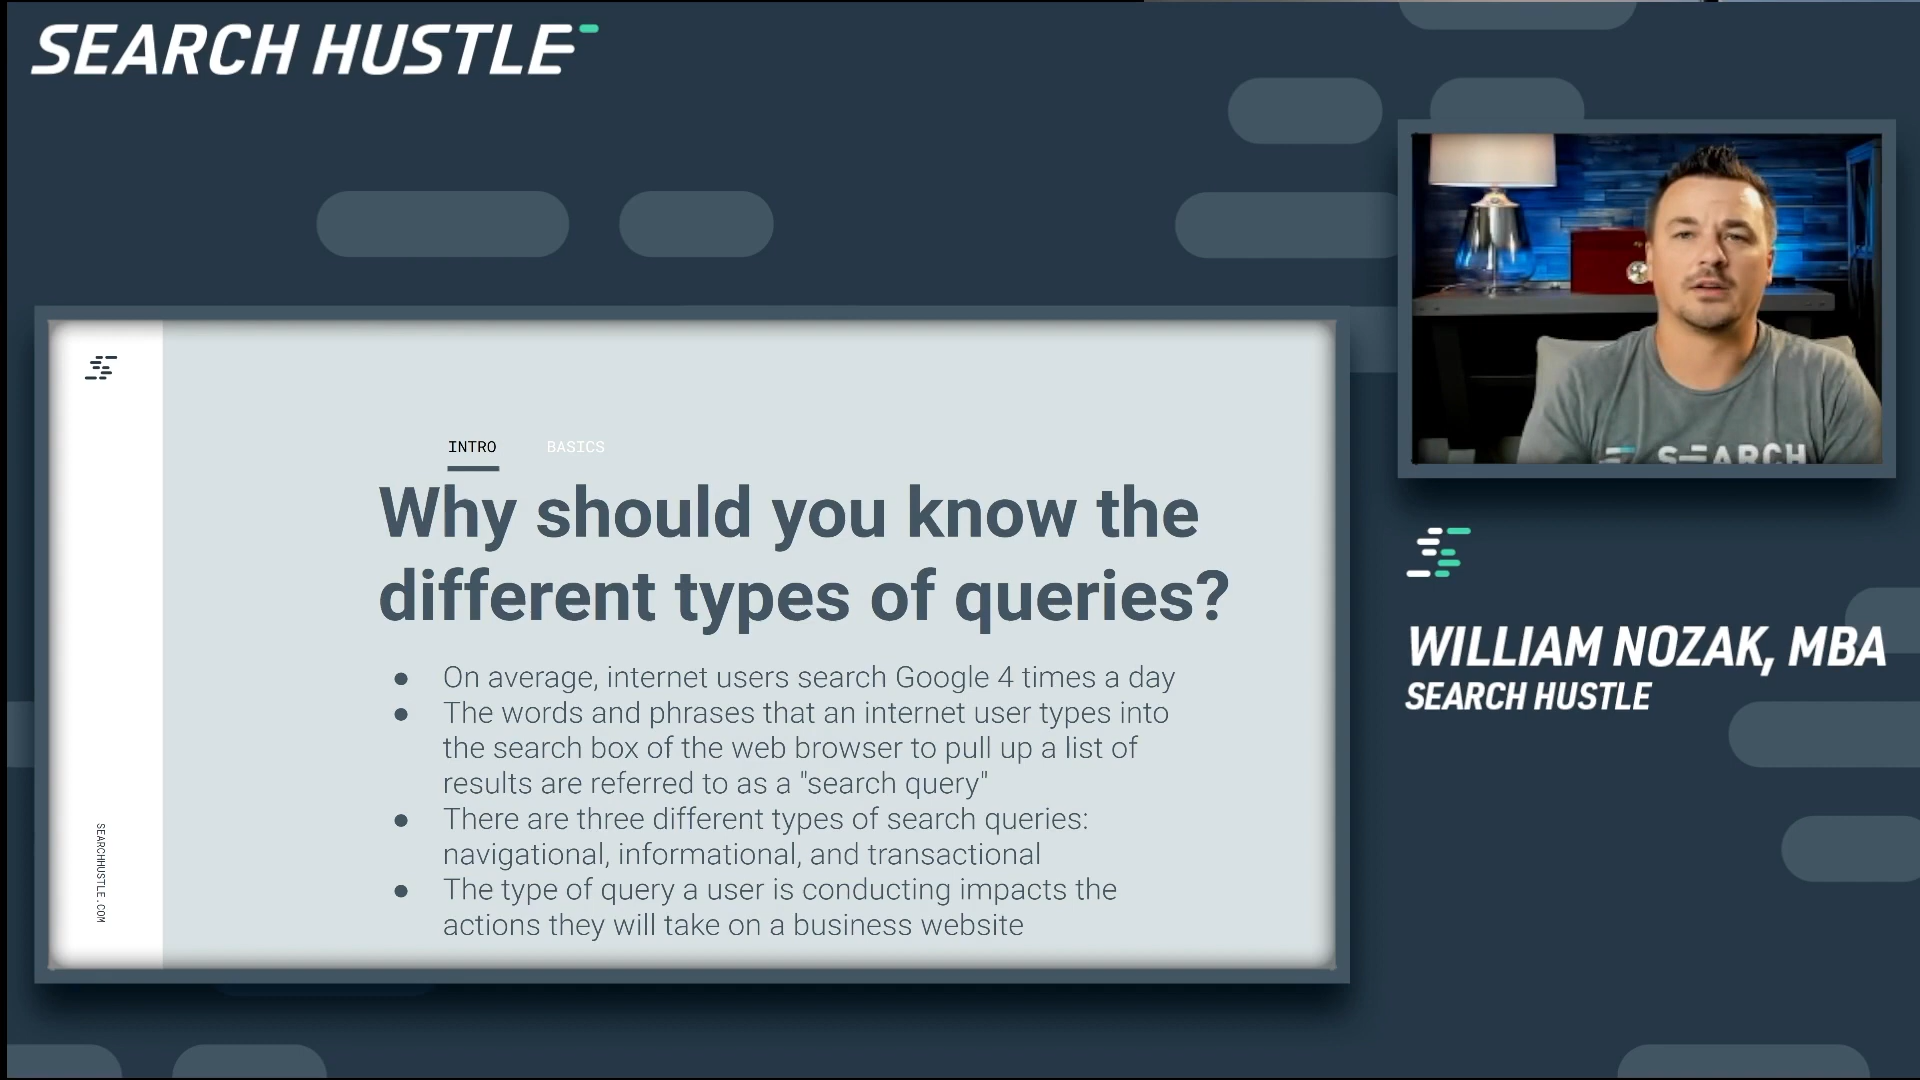 SEARCH HUSTLE
INTRO BASICS
Why should you know the
different types of queries?
● On average, internet users search Google 4 times a day
● The words and phrases that an internet user types into
the search box of the web browser to pull up a list of
results are referred to as a "search query"
● There are three different types of search queries:
navigational, informational, and transactional
● The type of query a user is conducting impacts the
actions they will take on a business website
SEARCHHUSTLE.COM
SEARCH
WILLIAM NOZAK, MBA
SEARCH HUSTLE